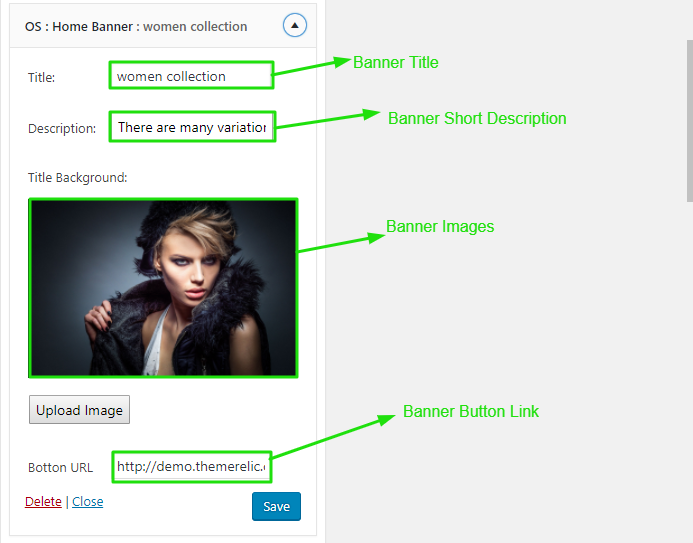 OS : Home Banner : women collection
Title: women collection Banner Title
Description: There are many variation Banner Short Description
Title Background:
Banner Images
Upload Image
Banner Button Link
Botton URL http://demo.themerelic.
Delete | Close Save